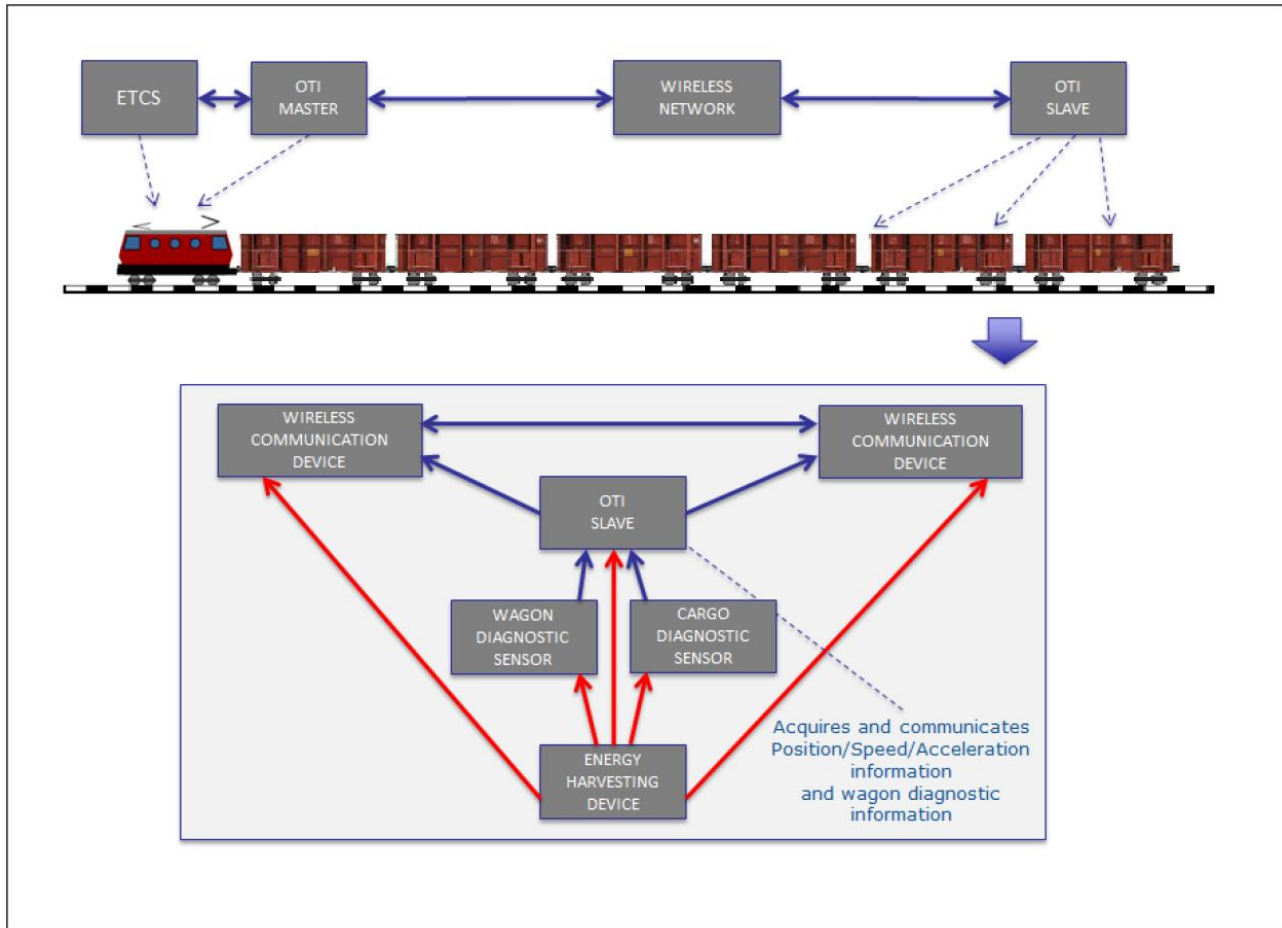 ETCS
OTI
MASTER
WIRELESS
NETWORK
OTI
SLAVE
WIRELESS
COMMUNICATION
DEVICE
WIRELESS
COMMUNICATION
DEVICE
OTI
SLAVE
WAGON
DIAGNOSTIC
SENSOR
CARGO
DIAGNOSTIC
SENSOR
ENERGY
HARVESTING
DEVICE
Acquires and communicates
Position/Speed/Acceleration
information
and wagon diagnostic
information